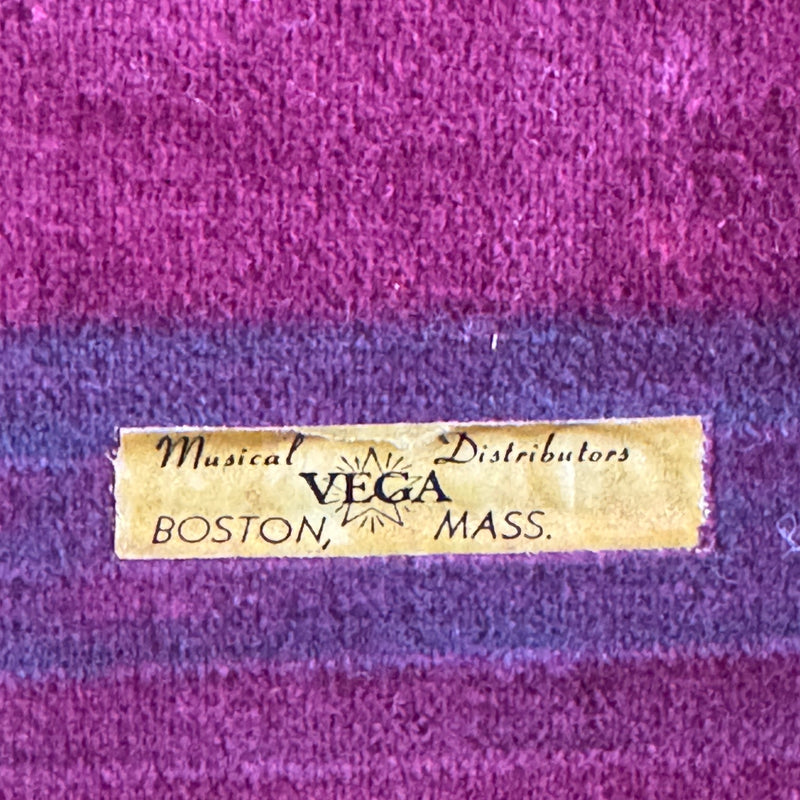 Musical Distributors
VEGA
BOSTON, MASS.